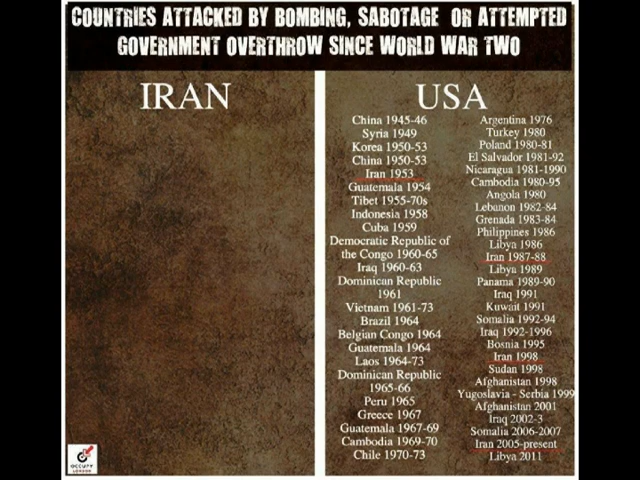 COUNTRIES ATTACKED BY BOMBING, SABOTAGE OR ATTEMPTED
GOVERNMENT OVERTHROW SINCE WORLD WAR TWO
IRAN
USA
China 1945-46
Syria 1949
Korea 1950-53
China 1950-53
Iran 1953
Guatemala 1954
Tibet 1955-70s
Indonesia 1958
Cuba 1959
Democratic Republic of
the Congo 1960-65
Iraq 1960-63
Dominican Republic
1961
Vietnam 1961-73
Brazil 1964
Belgian Congo 1964
Guatemala 1964
Laos 1964-73
Dominican Republic
1965-66
Peru 1965
Greece 1967
Guatemala 1967-69
Cambodia 1969-70
Chile 1970-73
Argentina 1976
Turkey 1980
Poland 1980-81
El Salvador 1981-92
Nicaragua 1981-1990
Cambodia 1980-95
Angola 1980
Lebanon 1982-84
Grenada 1983-84
Philippines 1986
Libya 1986
Iran 1987-88
Libya 1989
Panama 1989-90
Iraq 1991
Kuwait 1991
Somalia 1992-94
Iraq 1992-1996
Bosnia 1995
Iran 1998
Sudan 1998
Afghanistan 1998
Yugoslavia - Serbia 1999
Afghanistan 2001
Iraq 2002-3
Somalia 2006-2007
Iran 2005-present
Libya 2011
OCCUPY
LONDON